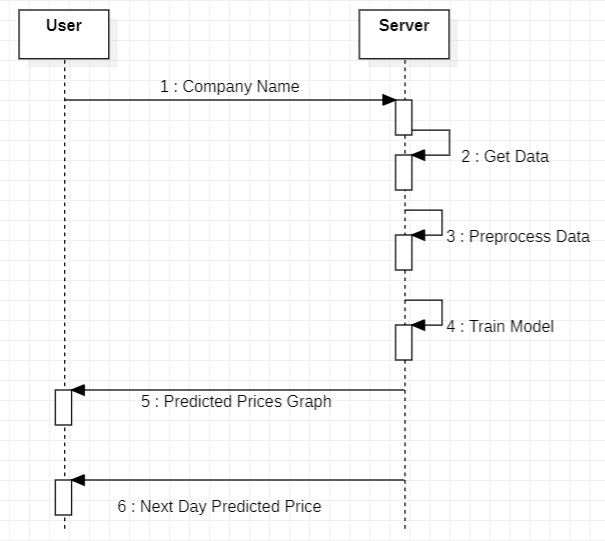 User
Server
1 : Company Name
2 : Get Data
3 : Preprocess Data
4 : Train Model
5 : Predicted Prices Graph
6 : Next Day Predicted Price